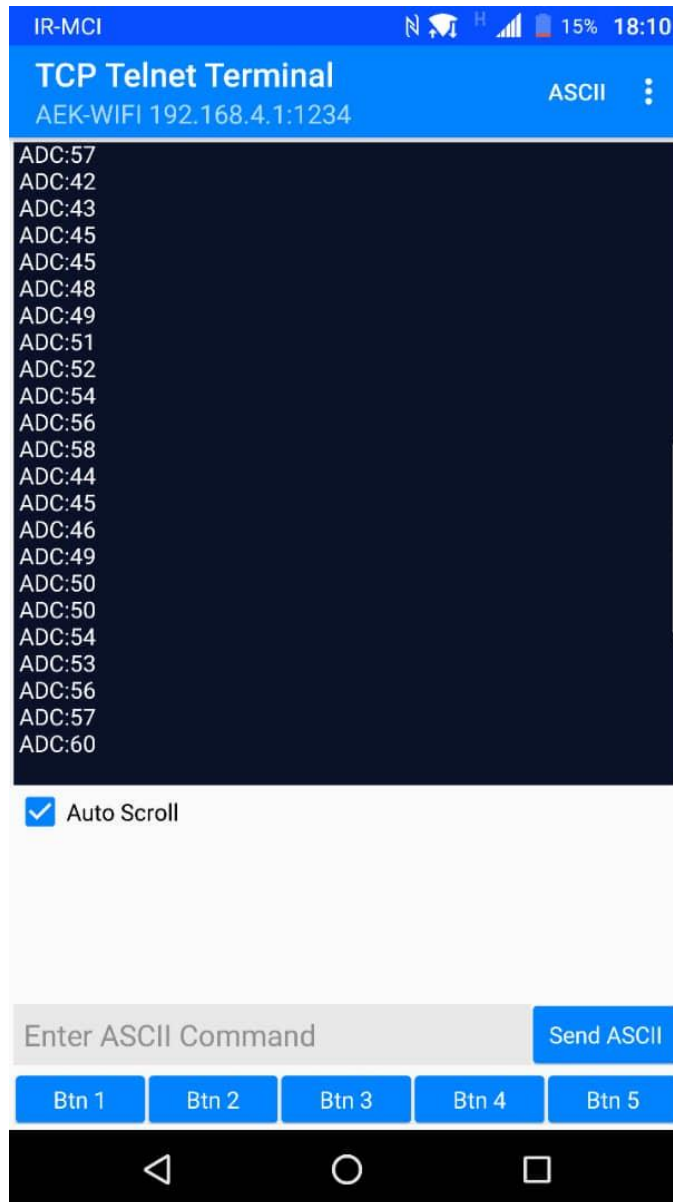 IR-MCI H 15% 18:10
TCP Telnet Terminal
ASCII
AEK-WIFI 192.168.4.1:1234
ADC:57
ADC:42
ADC:43
ADC:45
ADC:45
ADC:48
ADC:49
ADC:51
ADC:52
ADC:54
ADC:56
ADC:58
ADC:44
ADC:45
ADC:46
ADC:49
ADC:50
ADC:50
ADC:54
ADC:53
ADC:56
ADC:57
ADC:60
Auto Scroll
Enter ASCII Command Send ASCII
Btn 1 Btn 2 Btn 3 Btn 4 Btn 5